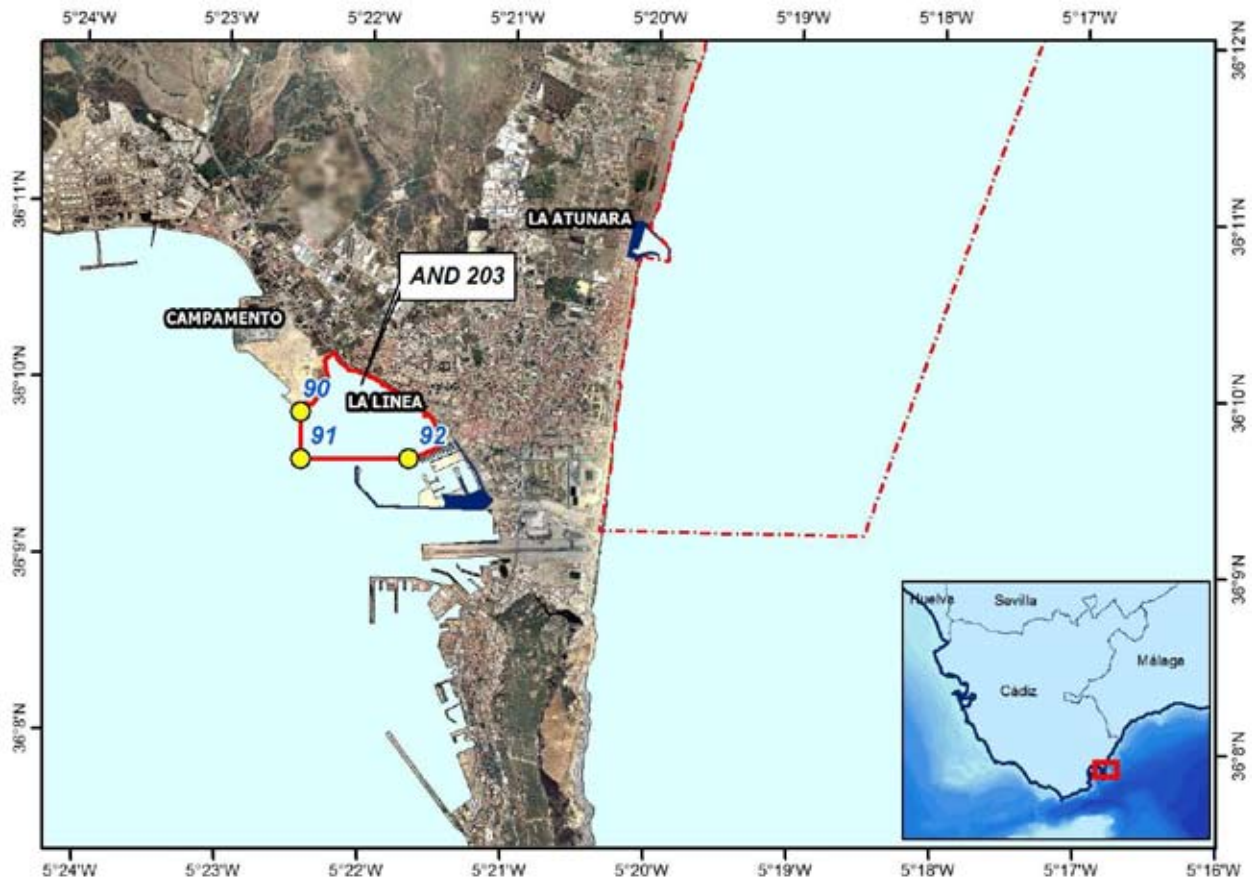 5°24'W 5°23'W 5°22'W 5°21'W 5°20'W 5°19'W 5°18'W 5°17'W
36°12'N
36°11'N
36°11'N
LA ATUNARA
AND 203
CAMPAMENTO
36°10'N
36°10'N
90
LA LINEA
91
92
36°9'N
36°9'N
Huelva
Sevilla
Málaga
Cádiz
36°8'N
36°8'N
5°24'W 5°23'W 5°22'W 5°21'W 5°20'W 5°19'W 5°18'W 5°17'W 5°16'W